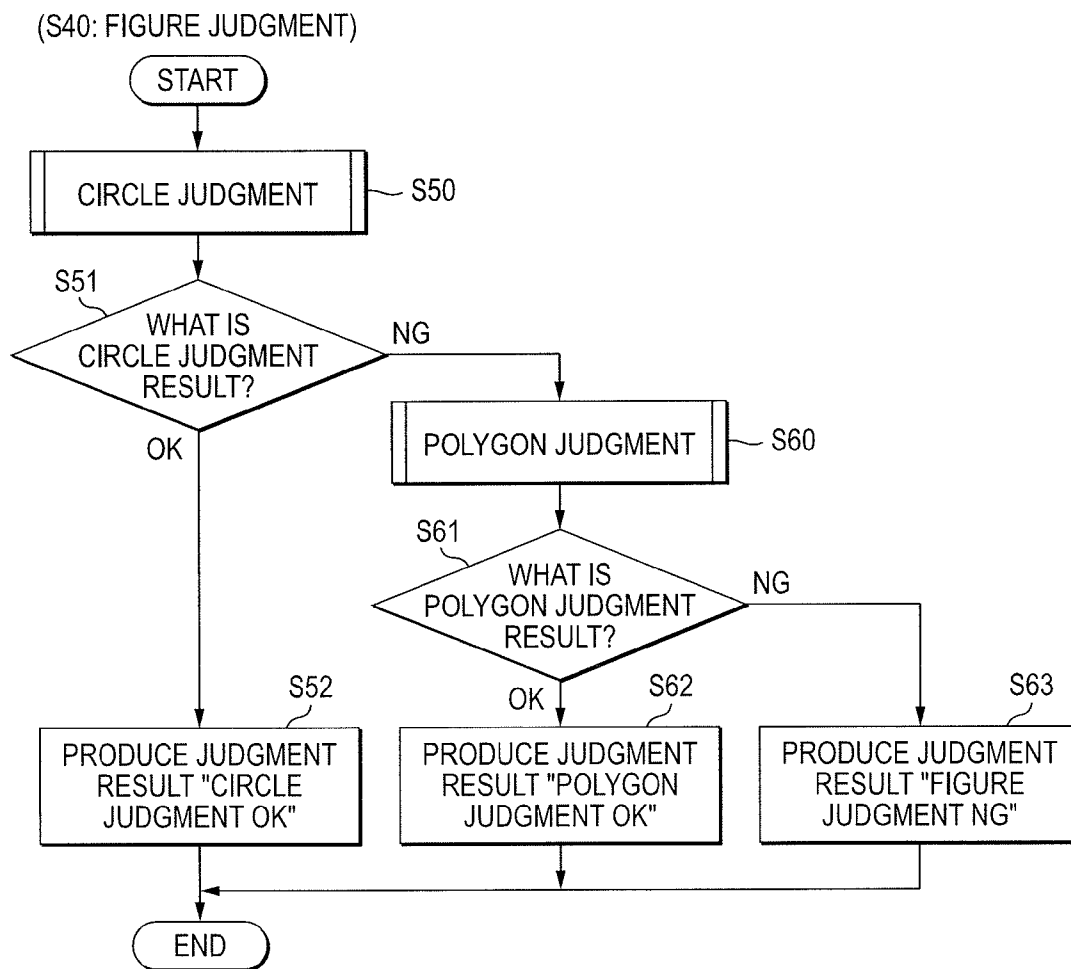 (S40: FIGURE JUDGMENT)
START
CIRCLE JUDGMENT
S50
S51
WHAT IS
CIRCLE JUDGMENT
RESULT?
NG
OK
POLYGON JUDGMENT
S60
S61
WHAT IS
POLYGON JUDGMENT
RESULT?
NG
OK
S52
PRODUCE JUDGMENT
RESULT "CIRCLE
JUDGMENT OK"
S62
PRODUCE JUDGMENT
RESULT "POLYGON
JUDGMENT OK"
S63
PRODUCE JUDGMENT
RESULT "FIGURE
JUDGMENT NG"
END